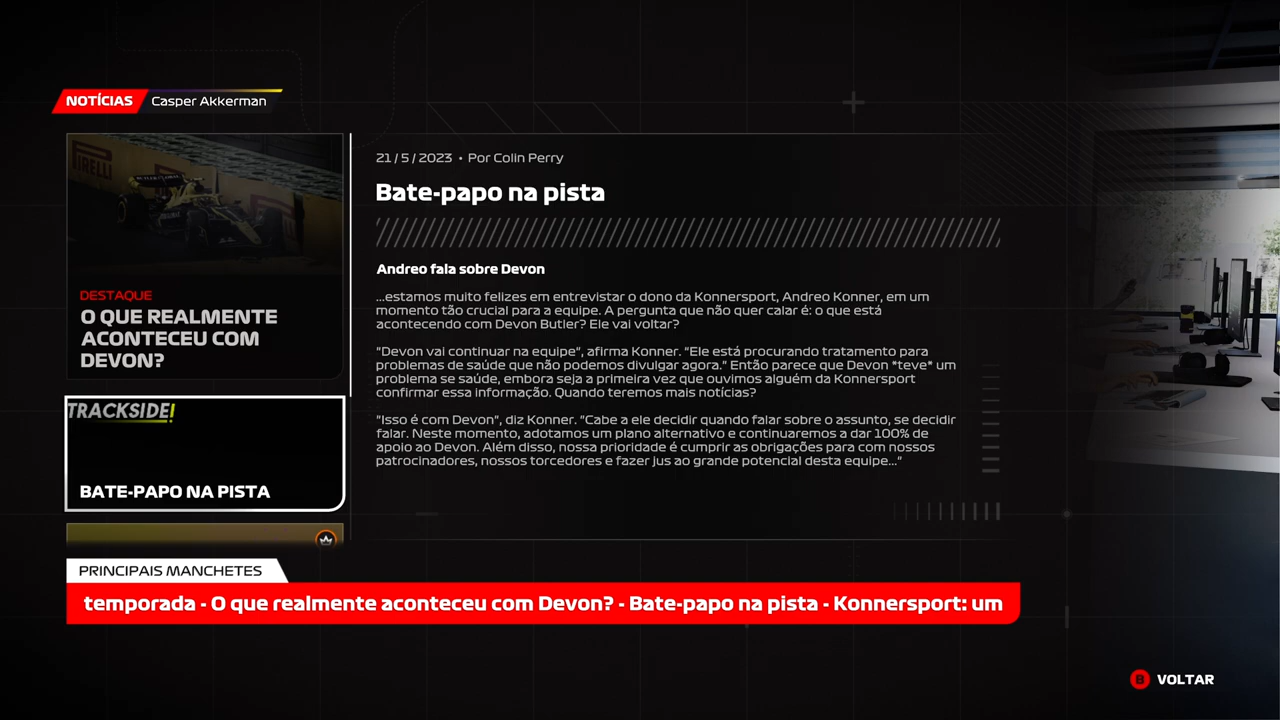 NOTÍCIAS Casper Akkerman
PIRELLI
DESTAQUE
O QUE REALMENTE
ACONTECEU COM
DEVON?
TRACKSIDE!
BATE-PAPO NA PISTA
21 / 5 / 2023 • Por Colin Perry
Bate-papo na pista
Andreo fala sobre Devon
...estamos muito felizes em entrevistar o dono da Konnersport, Andreo Konner, em um
momento tão crucial para a equipe. A pergunta que não quer calar é: o que está
acontecendo com Devon Butler? Ele vai voltar?
"Devon vai continuar na equipe", afirma Konner. "Ele está procurando tratamento para
problemas de saúde que não podemos divulgar agora." Então parece que Devon *teve* um
problema se saúde, embora seja a primeira vez que ouvimos alguém da Konnersport
confirmar essa informação. Quando teremos mais notícias?
"Isso é com Devon", diz Konner. "Cabe a ele decidir quando falar sobre o assunto, se decidir
falar. Neste momento, adotamos um plano alternativo e continuaremos a dar 100% de
apoio ao Devon. Além disso, nossa prioridade é cumprir as obrigações para com nossos
patrocinadores, nossos torcedores e fazer jus ao grande potencial desta equipe..."
PRINCIPAIS MANCHETES
temporada - O que realmente aconteceu com Devon? - Bate-papo na pista - Konnersport: um
B VOLTAR